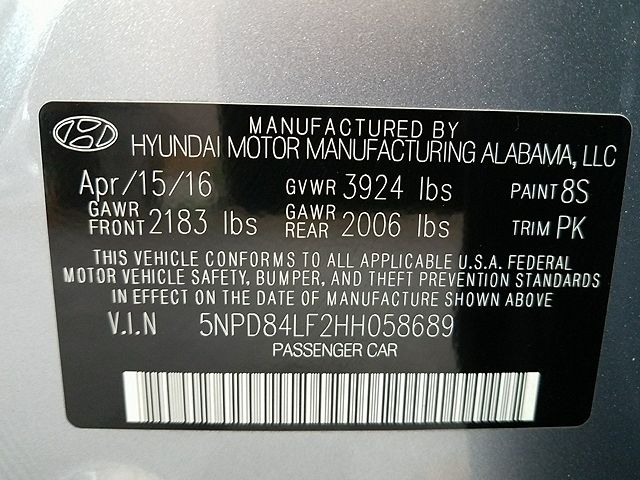 MANUFACTURED BY
HYUNDAI MOTOR MANUFACTURING ALABAMA, LLC
Apr/15/16 GVWR 3924 lbs PAINT 8S
GAWR FRONT 2183 lbs GAWR REAR 2006 lbs TRIM PK
THIS VEHICLE CONFORMS TO ALL APPLICABLE U.S.A. FEDERAL
MOTOR VEHICLE SAFETY, BUMPER, AND THEFT PREVENTION STANDARDS
IN EFFECT ON THE DATE OF MANUFACTURE SHOWN ABOVE
V.I.N 5NPD84LF2HH058689
PASSENGER CAR